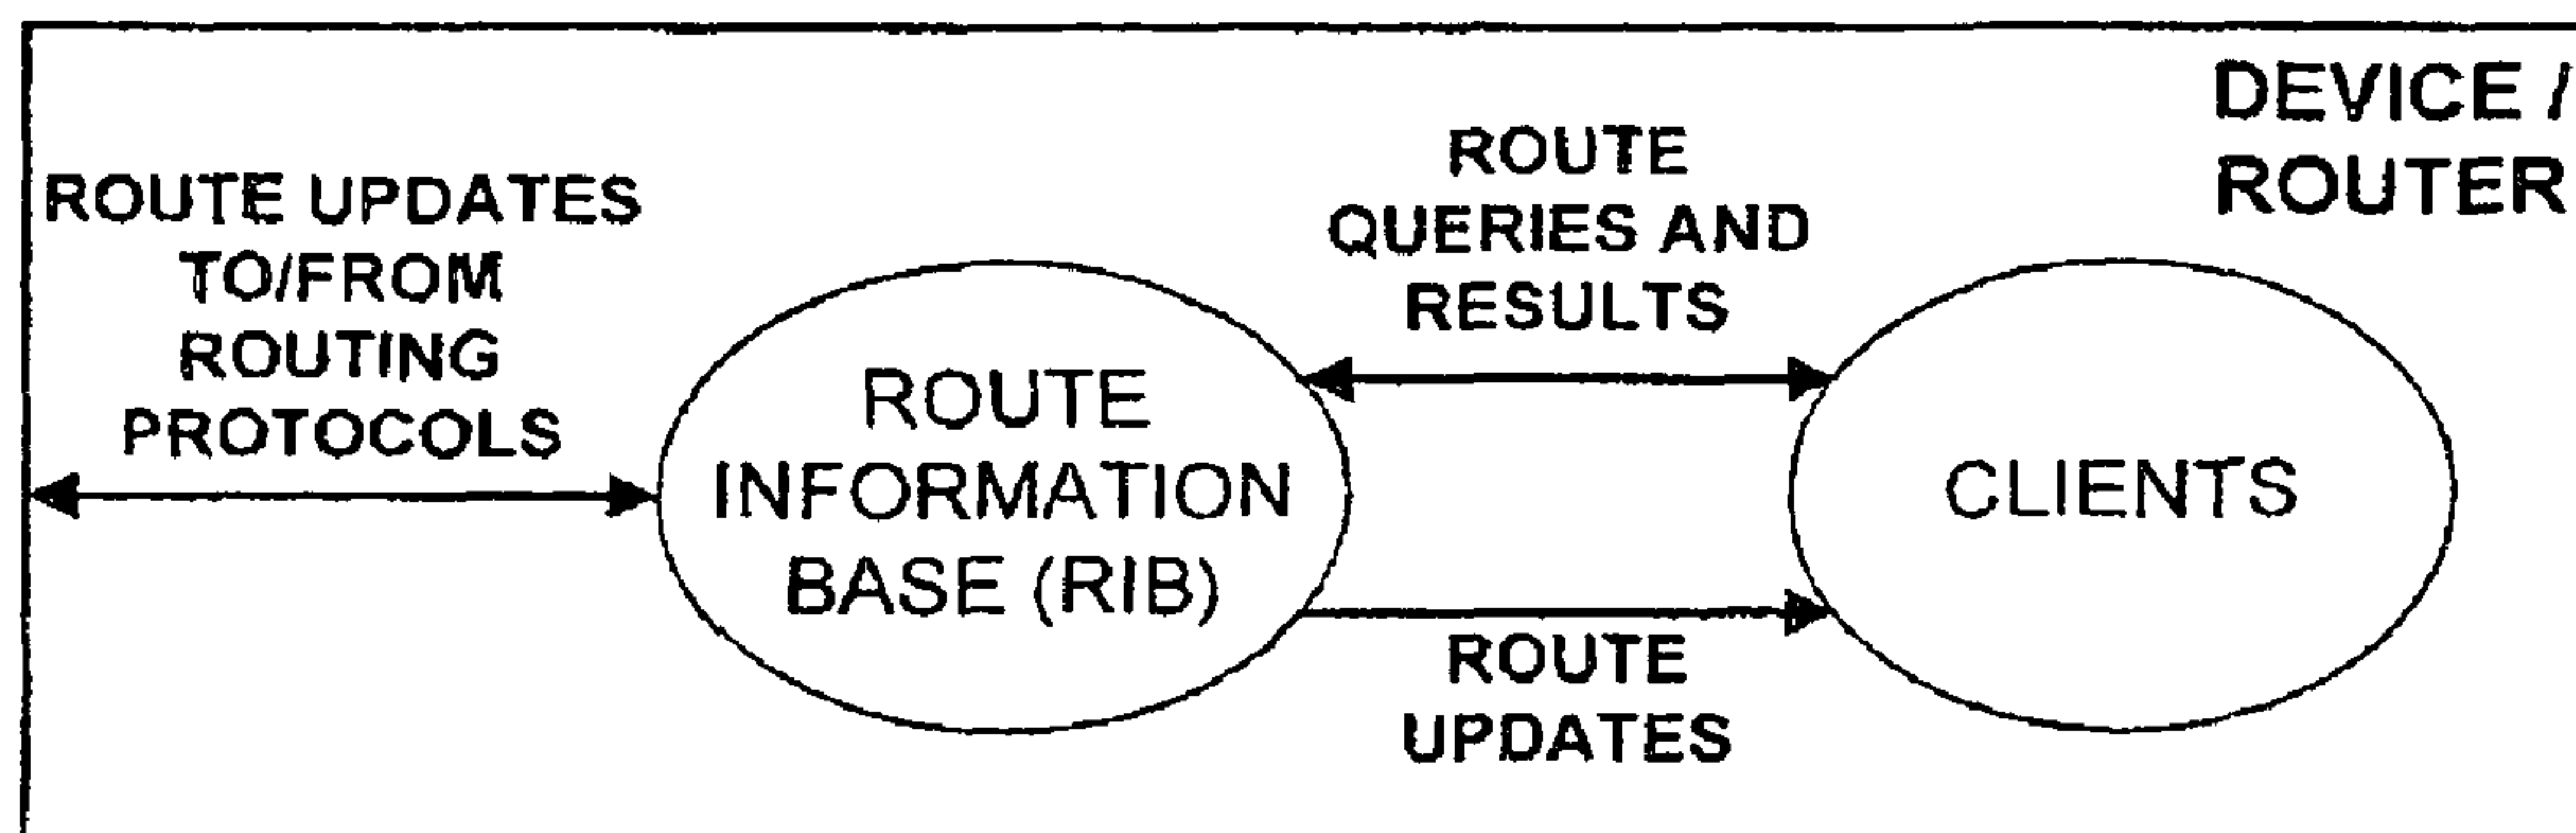 DEVICE /
ROUTER
ROUTE UPDATES
TO/FROM
ROUTING
PROTOCOLS
ROUTE
INFORMATION
BASE (RIB)
ROUTE
QUERIES AND
RESULTS
ROUTE
UPDATES
CLIENTS